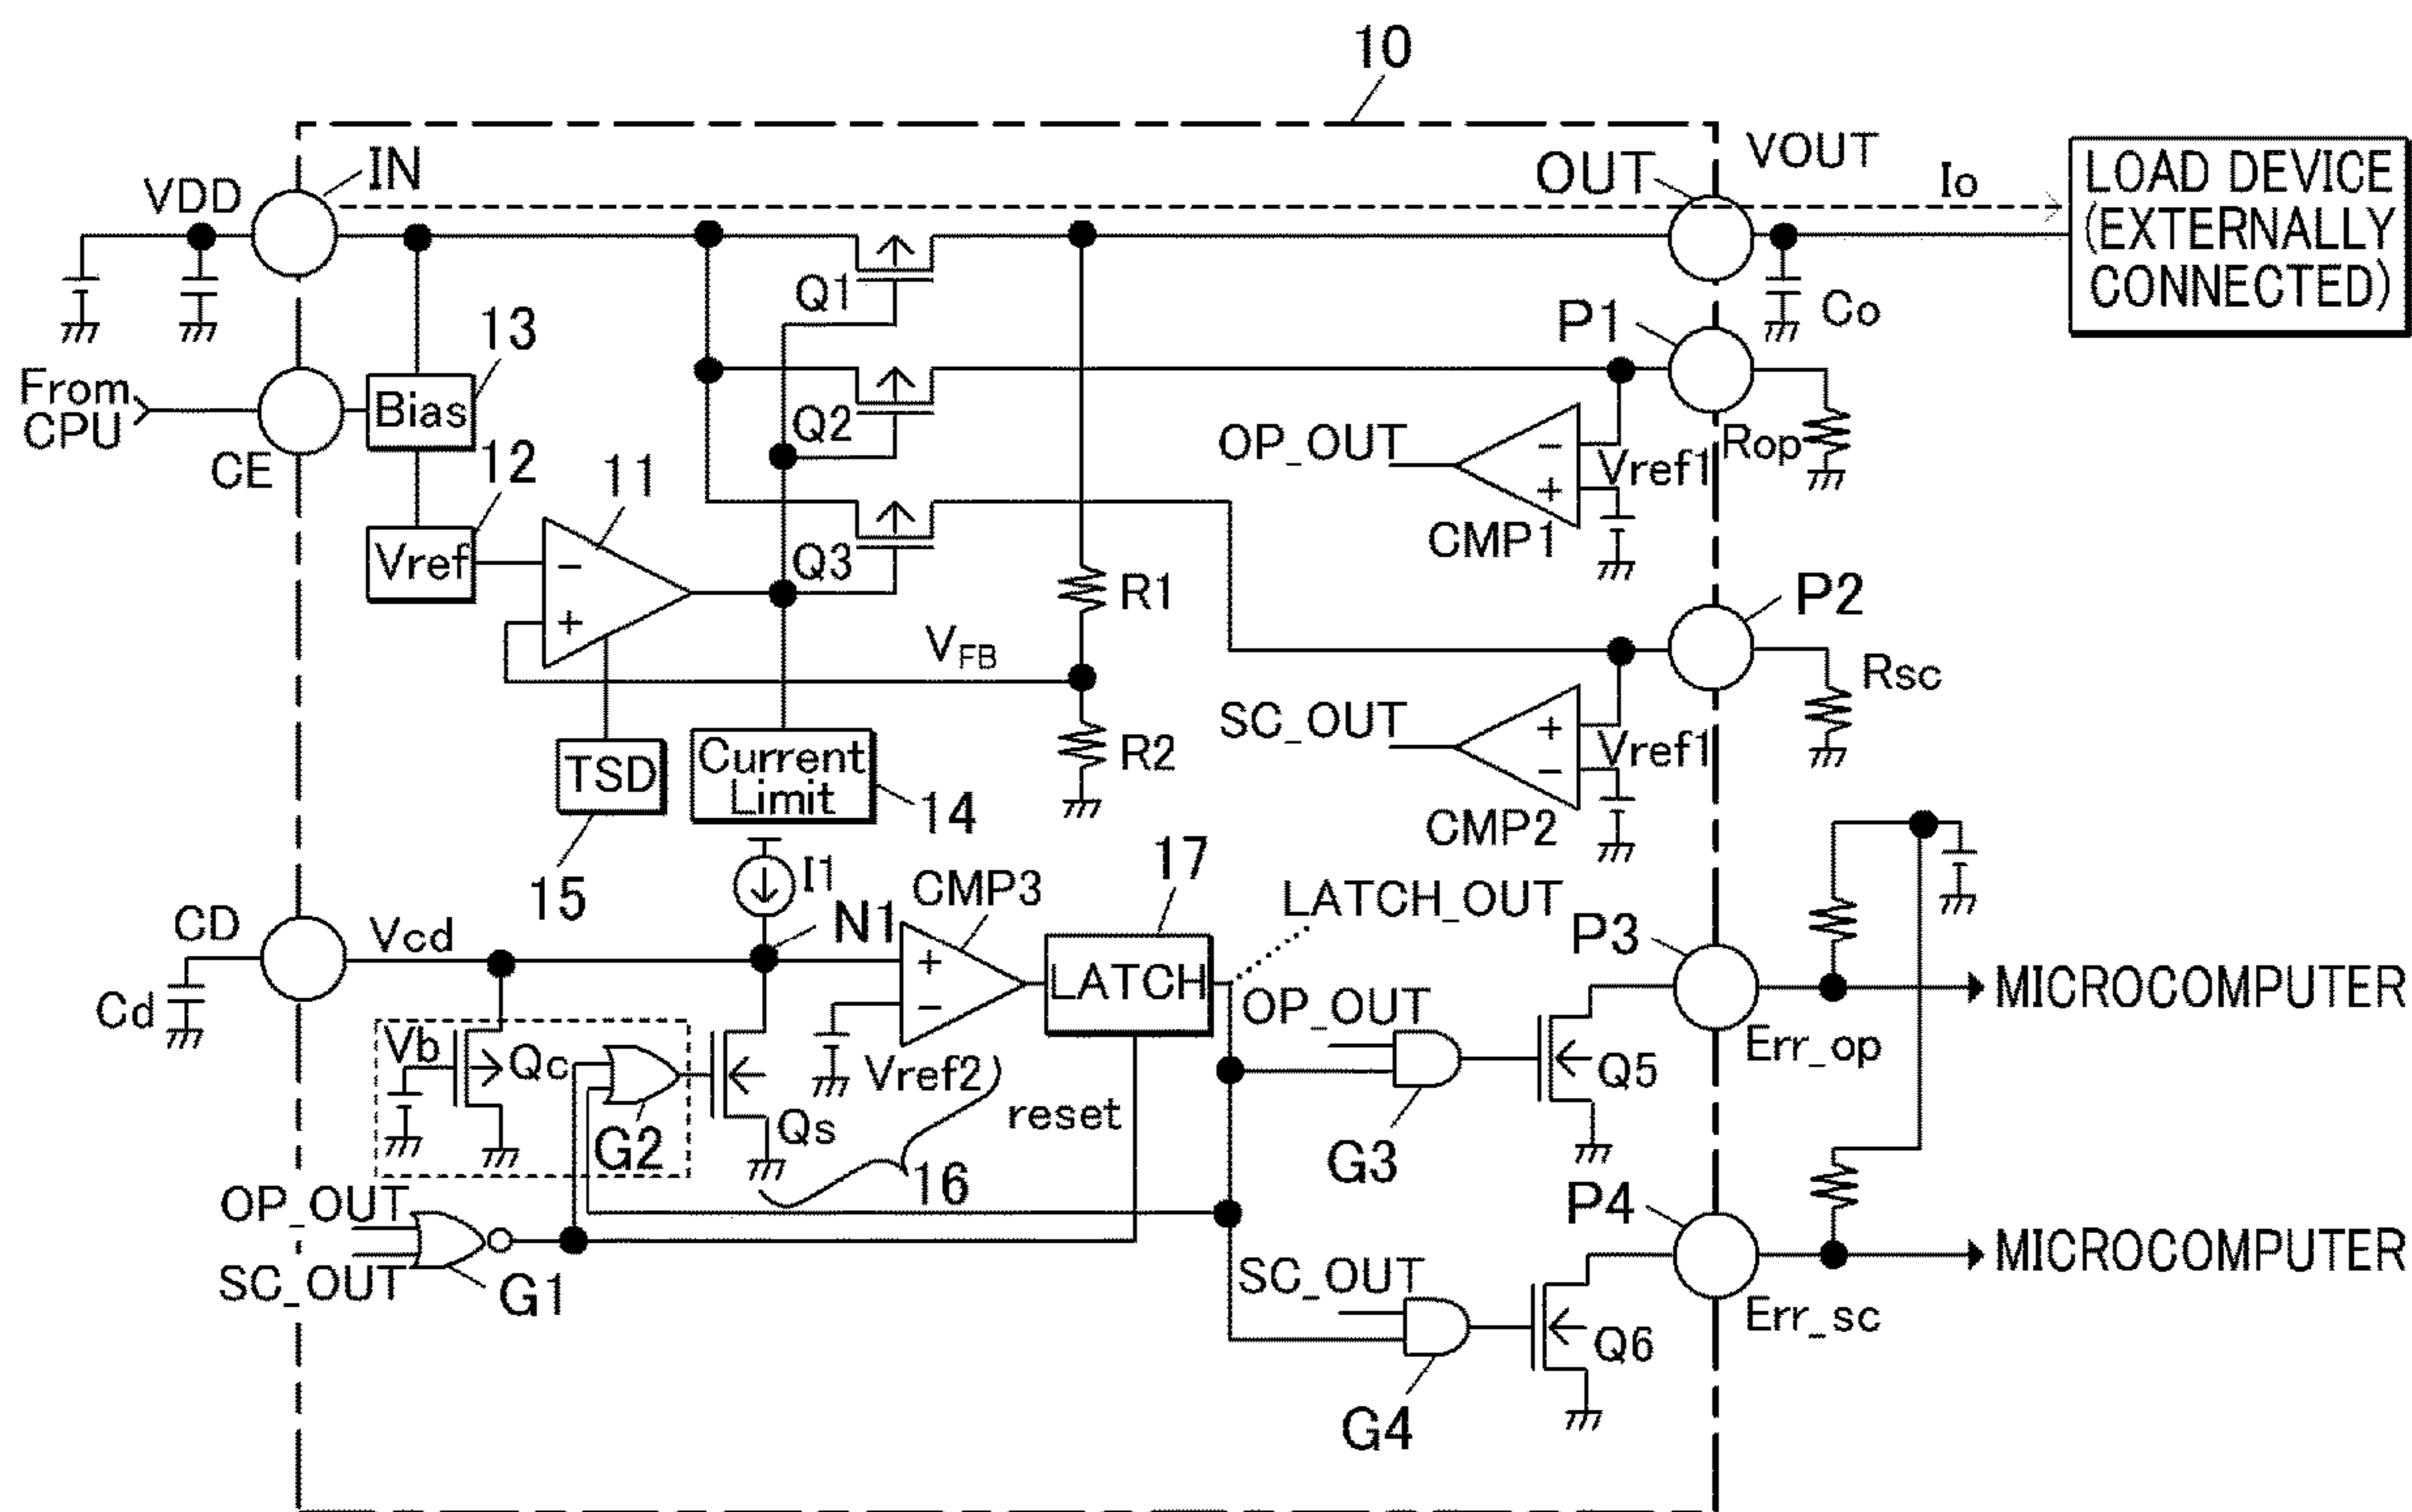 10
IN
VDD
OUT
VOUT
Io
LOAD DEVICE
(EXTERNALLY
CONNECTED)
Q1
Co
P1
13
From
CPU
Bias
CE
Q2
OP_OUT
−
+
Vref1
Rop
CMP1
12
11
Vref
−
+
Q3
R1
P2
VFB
Rsc
SC_OUT
+
−
Vref1
CMP2
R2
TSD
Current
Limit
14
15
I1
CMP3
17
LATCH_OUT
CD
Vcd
N1
+
−
LATCH
P3
Cd
OP_OUT
MICROCOMPUTER
Err_op
Vb
Qc
G2
Qs
Vref2
reset
16
Q5
G3
OP_OUT
SC_OUT
G1
P4
SC_OUT
MICROCOMPUTER
Err_sc
Q6
G4